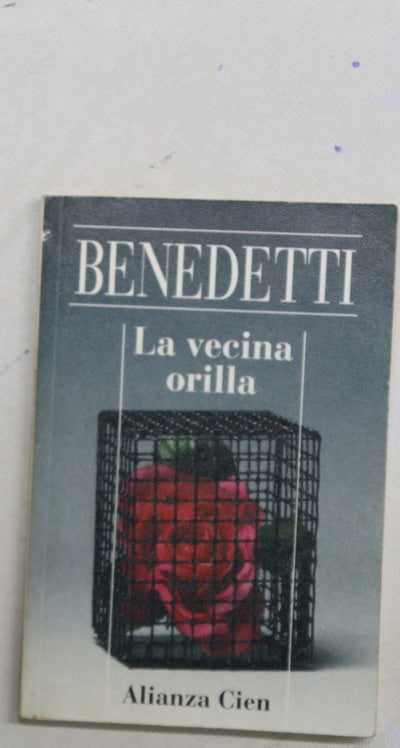 BENEDETTI
La vecina
orilla
Alianza Cien